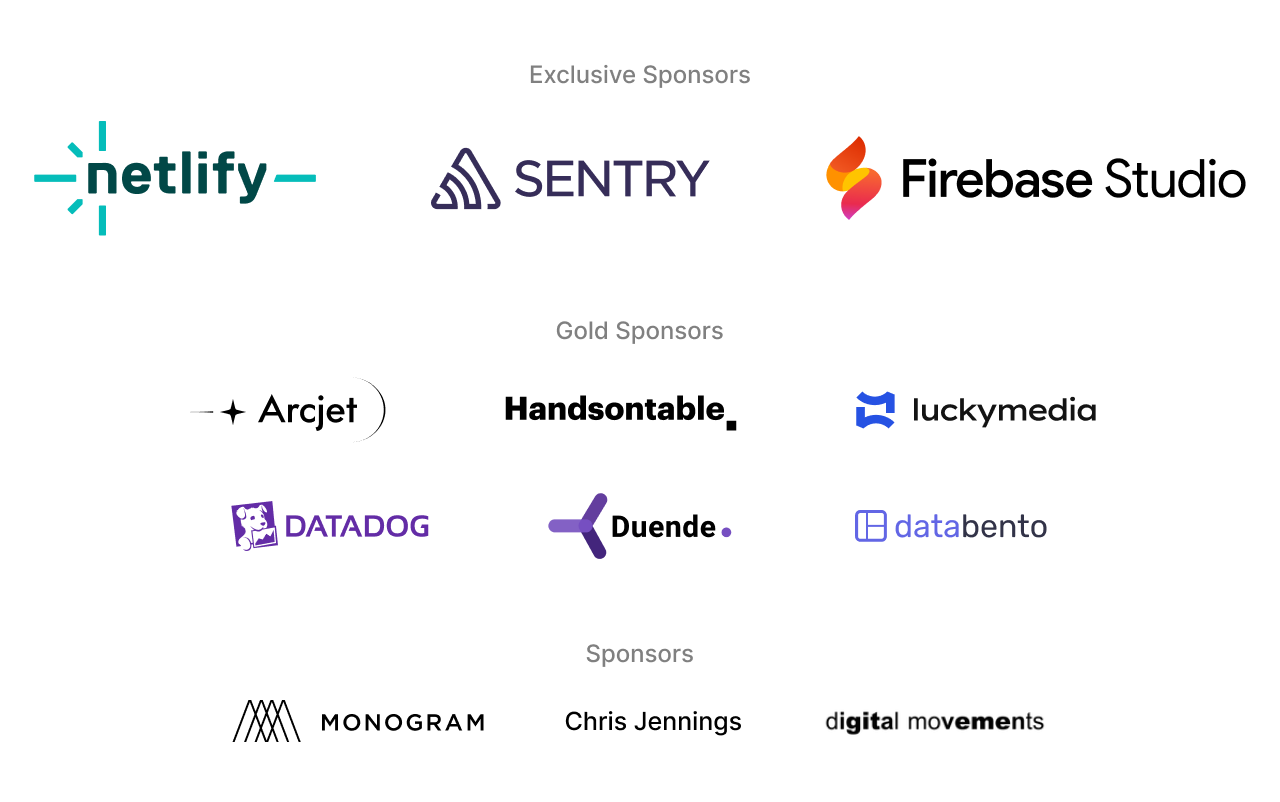 Exclusive Sponsors
netlify
SENTRY
Firebase Studio
Gold Sponsors
Arcjet
Handsontable
luckymedia
DATADOG
Duende
databento
Sponsors
MONOGRAM
Chris Jennings
digital movements